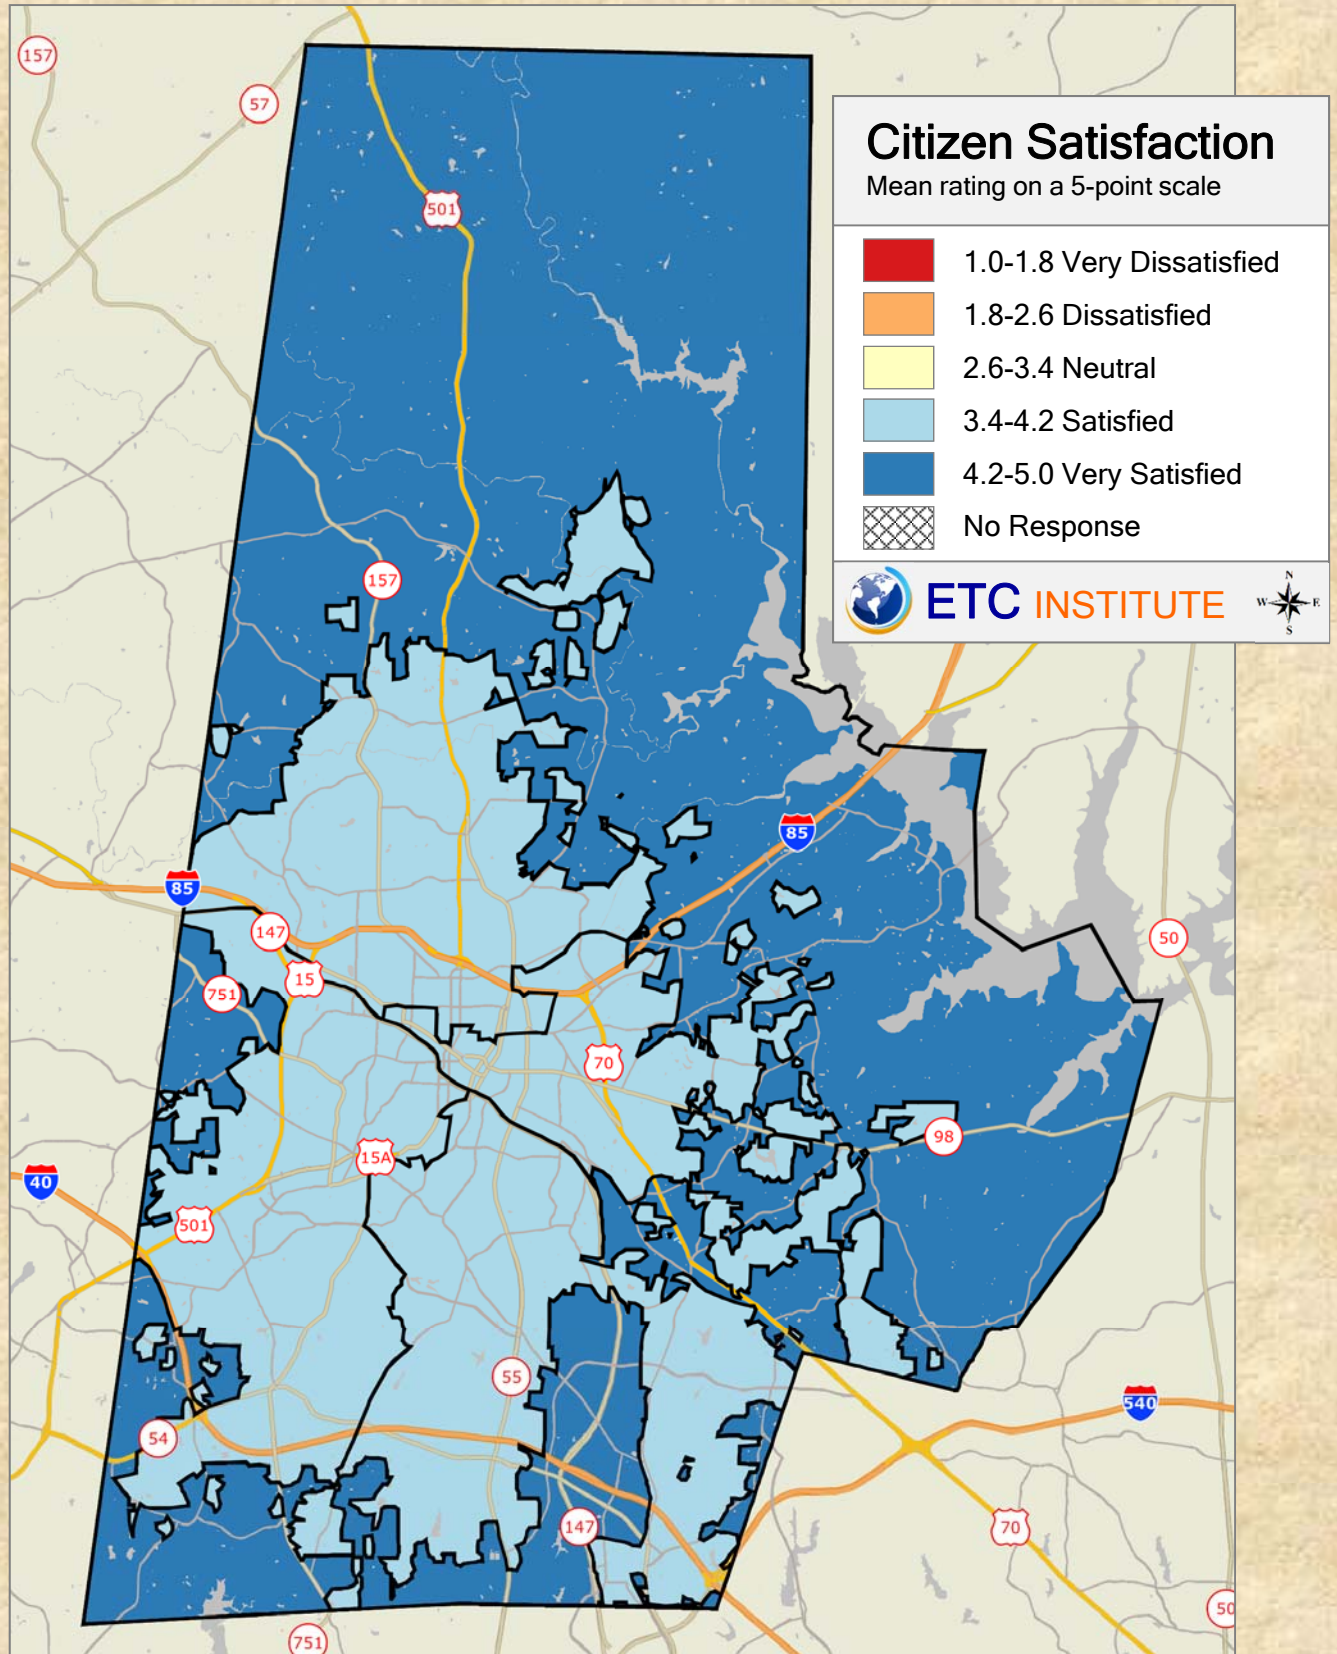 157
57
501
Citizen Satisfaction
Mean rating on a 5-point scale
1.0-1.8 Very Dissatisfied
1.8-2.6 Dissatisfied
2.6-3.4 Neutral
3.4-4.2 Satisfied
4.2-5.0 Very Satisfied
No Response
ETC INSTITUTE
N
W E
S
157
85
85
147
50
15
751
70
98
15A
40
501
55
540
54
147
70
50
751